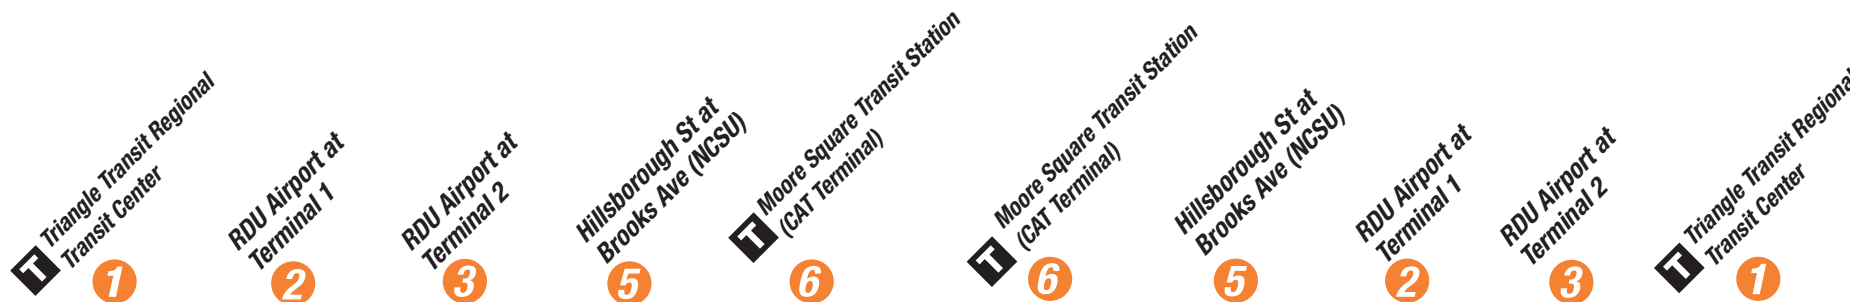 T
Triangle Transit Regional
Transit Center
1
RDU Airport at
Terminal 1
2
RDU Airport at
Terminal 2
3
Hillsborough St at
Brooks Ave (NCSU)
5
T
Moore Square Transit Station
(CAT Terminal)
6
T
Moore Square Transit Station
(CAT Terminal)
6
Hillsborough St at
Brooks Ave (NCSU)
5
RDU Airport at
Terminal 1
2
RDU Airport at
Terminal 2
3
T
Triangle Transit Regional
Transit Center
1